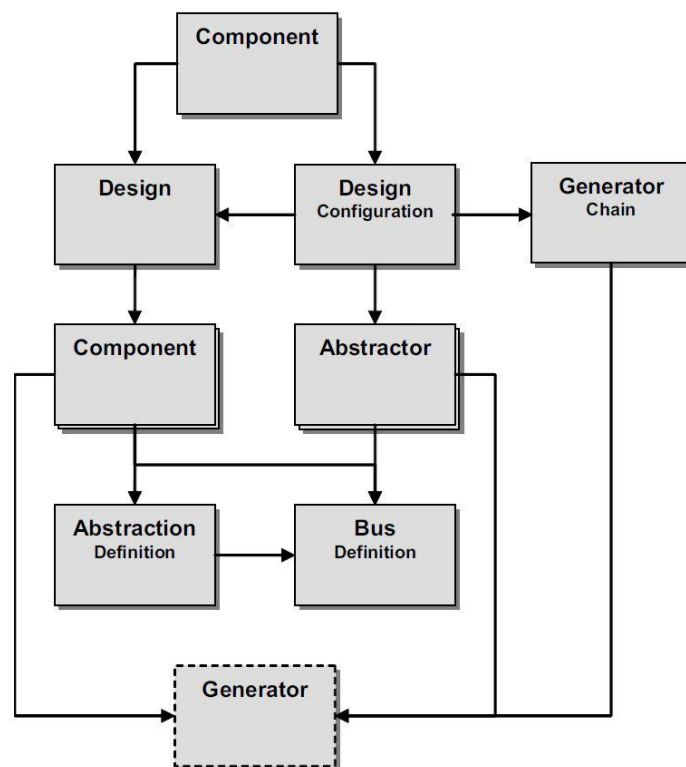 Component
Design
Design
Configuration
Generator
Chain
Component
Abstractor
Abstraction
Definition
Bus
Definition
Generator